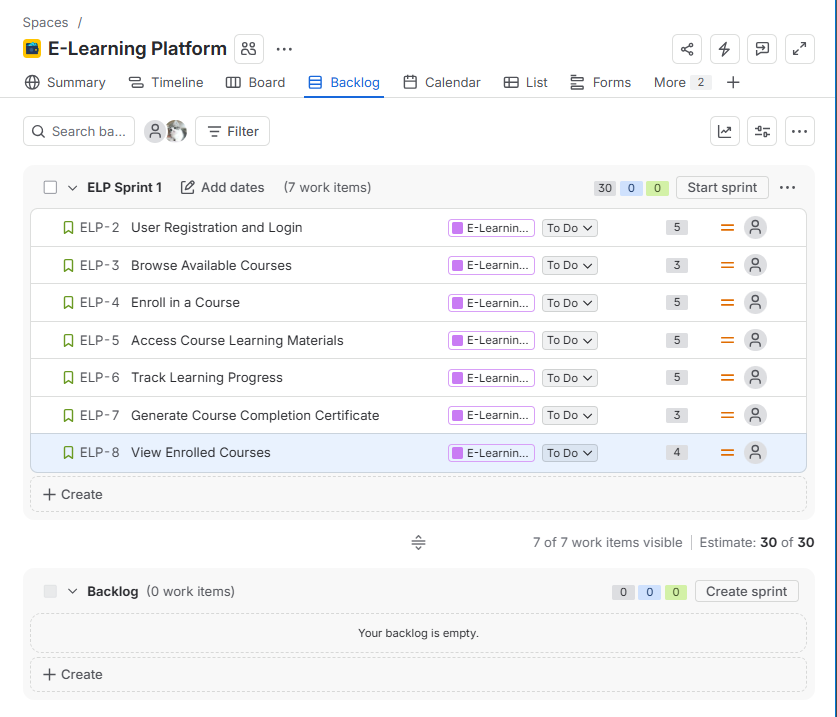 Spaces /
E-Learning Platform
Summary Timeline Board Backlog Calendar List Forms More 2
Search ba... Filter
ELP Sprint 1 Add dates (7 work items) 30 0 0 Start sprint
ELP-2 User Registration and Login E-Learnin... To Do 5
ELP-3 Browse Available Courses E-Learnin... To Do 3
ELP-4 Enroll in a Course E-Learnin... To Do 5
ELP-5 Access Course Learning Materials E-Learnin... To Do 5
ELP-6 Track Learning Progress E-Learnin... To Do 5
ELP-7 Generate Course Completion Certificate E-Learnin... To Do 3
ELP-8 View Enrolled Courses E-Learnin... To Do 4
+ Create
7 of 7 work items visible Estimate: 30 of 30
Backlog (0 work items) 0 0 0 Create sprint
Your backlog is empty.
+ Create